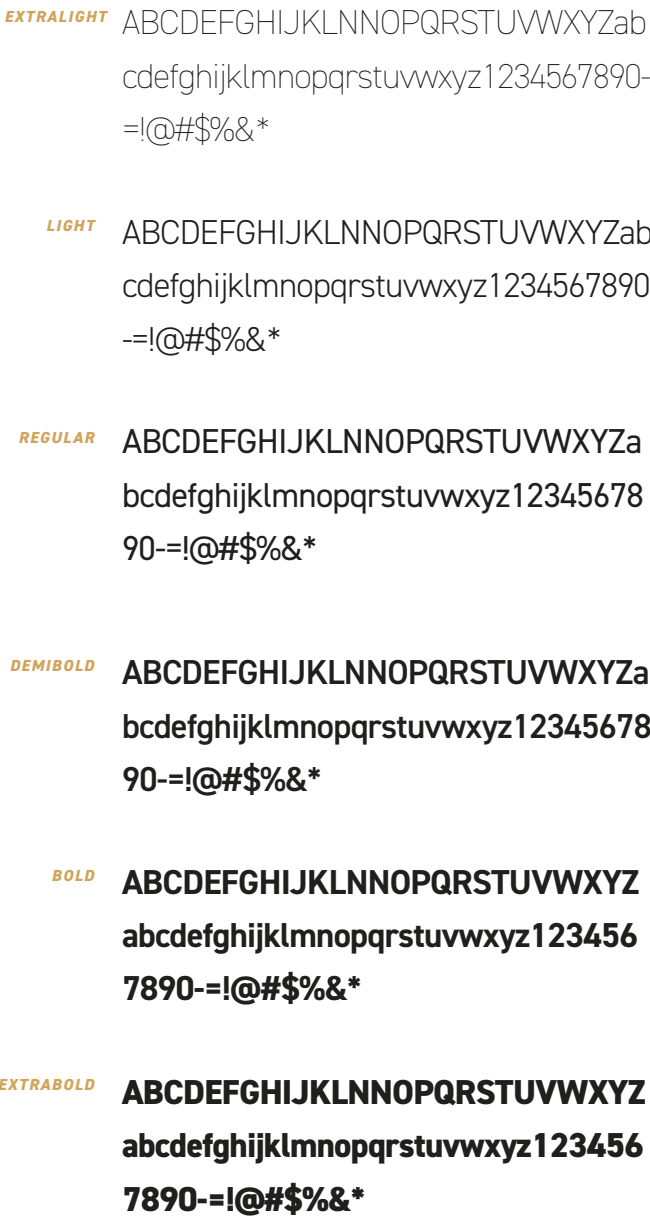 EXTRALIGHT ABCDEFGHIJKLNNOPQRSTUVWXYZab
cdefghijklmnopqrstuvwxyz1234567890-
=!@#$%&*
LIGHT ABCDEFGHIJKLNNOPQRSTUVWXYZab
cdefghijklmnopqrstuvwxyz1234567890
-=!@#$%&*
REGULAR ABCDEFGHIJKLNNOPQRSTUVWXYZa
bcdefghijklmnopqrstuvwxyz12345678
90-=!@#$%&*
DEMIBOLD ABCDEFGHIJKLNNOPQRSTUVWXYZa
bcdefghijklmnopqrstuvwxyz12345678
90-=!@#$%&*
BOLD ABCDEFGHIJKLNNOPQRSTUVWXYZ
abcdefghijklmnopqrstuvwxyz123456
7890-=!@#$%&*
EXTRABOLD ABCDEFGHIJKLNNOPQRSTUVWXYZ
abcdefghijklmnopqrstuvwxyz123456
7890-=!@#$%&*